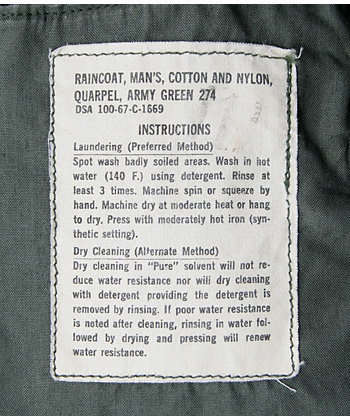 RAINCOAT, MAN'S, COTTON AND NYLON,
QUARPEL, ARMY GREEN 274
DSA 100-67-C-1669
INSTRUCTIONS
Laundering (Preferred Method)
Spot wash badly soiled areas. Wash in hot
water (140 F.) using detergent. Rinse at
least 3 times. Machine spin or squeeze by
hand. Machine dry at moderate heat or hang
to dry. Press with moderately hot iron (syn-
thetic setting).
Dry Cleaning (Alternate Method)
Dry cleaning in "Pure" solvent will not re-
duce water resistance nor will dry cleaning
with detergent providing the detergent is
removed by rinsing. If poor water resistance
is noted after cleaning, rinsing in water fol-
lowed by drying and pressing will renew
water resistance.